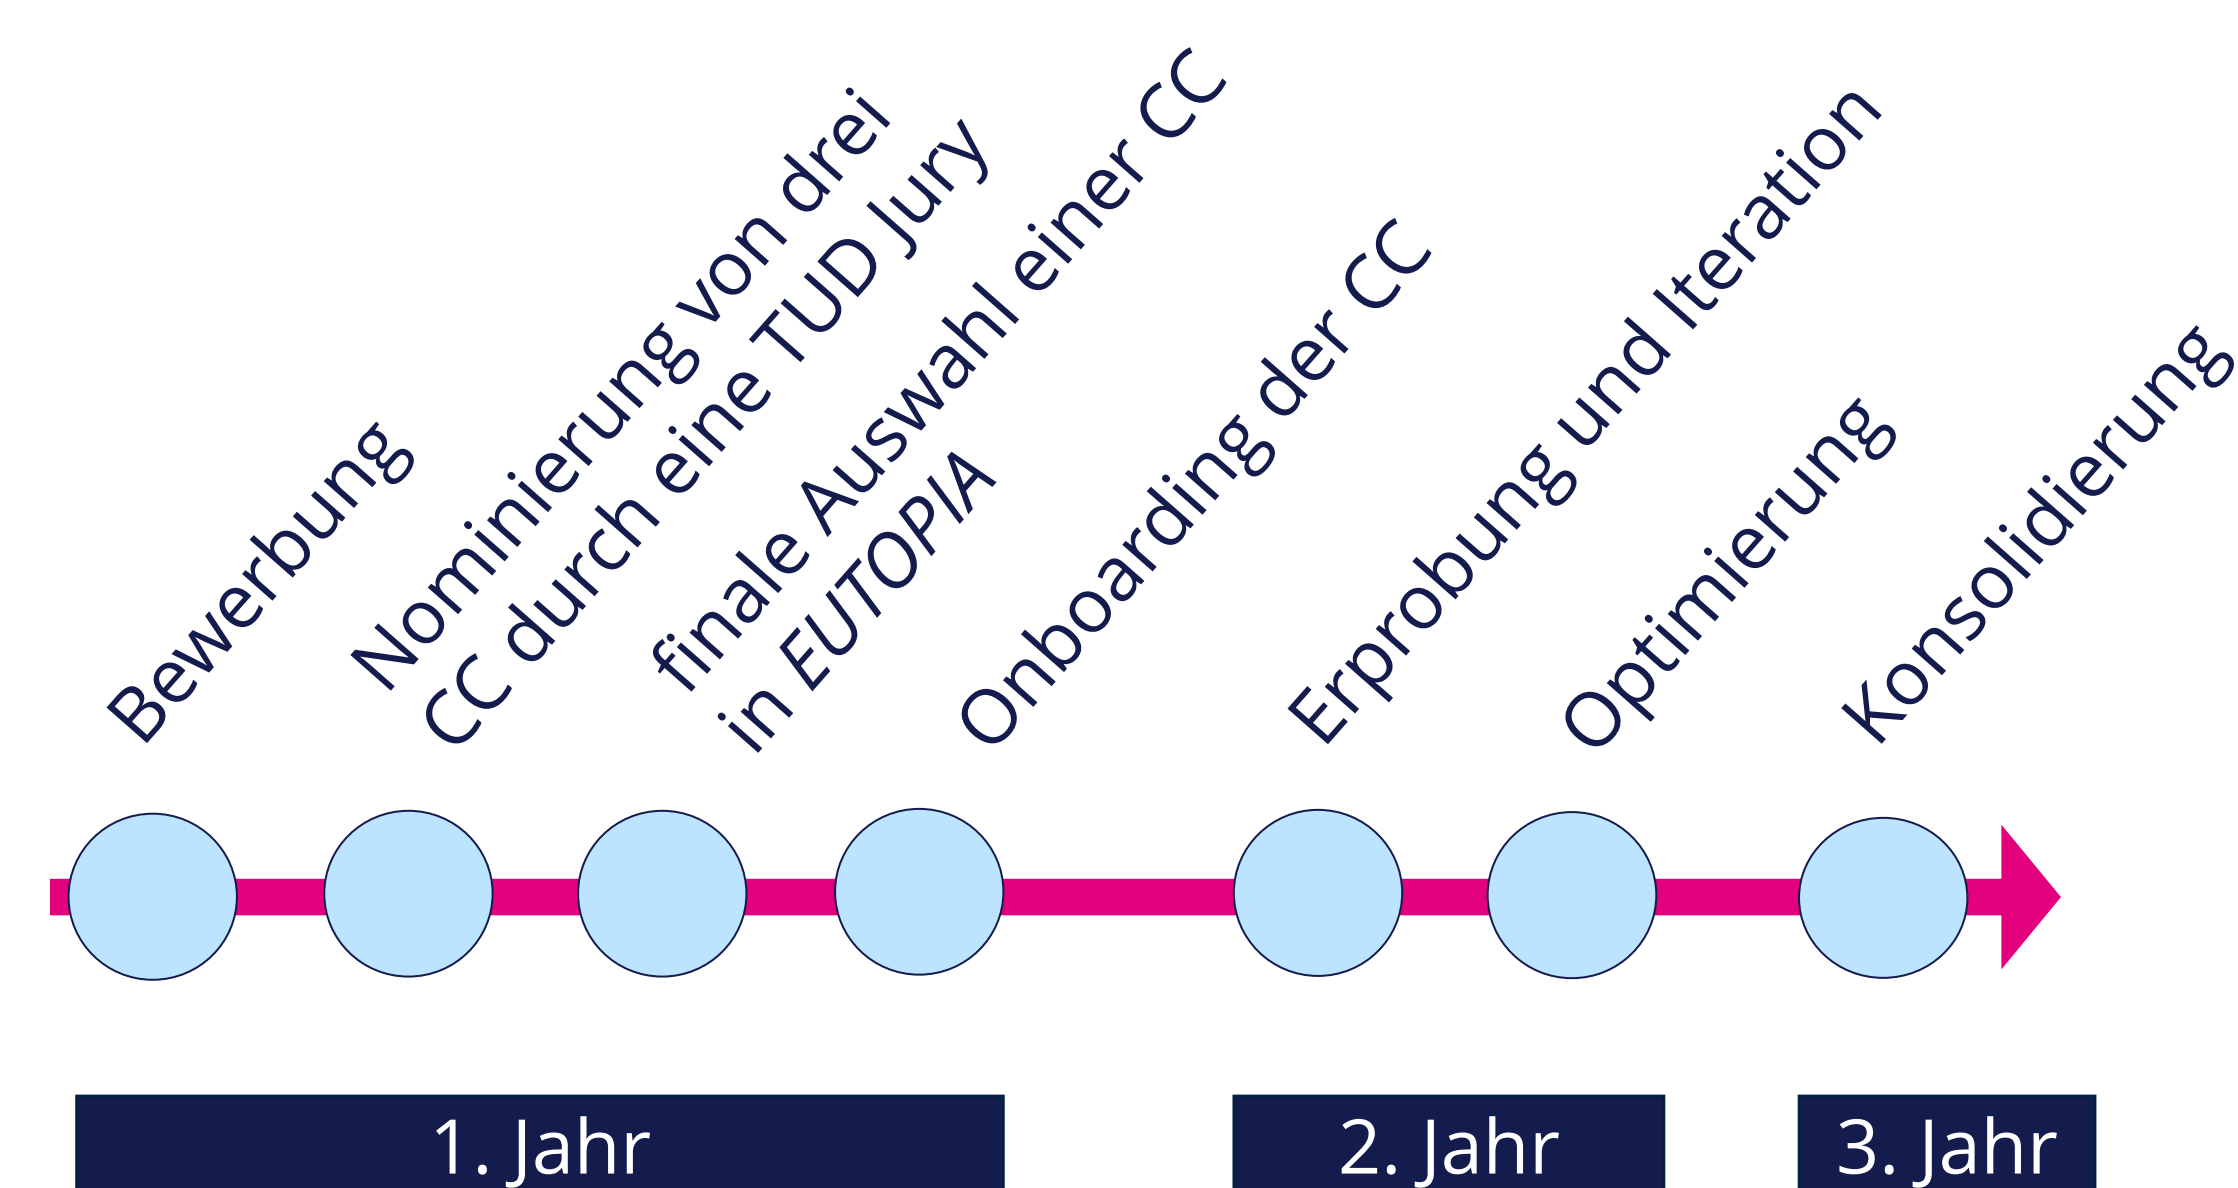 Bewerbung
Nominierung von drei
CC durch eine TUD Jury
finale Auswahl einer CC
in EUTOPIA
Onboarding der CC
Erprobung und Iteration
Optimierung
Konsolidierung
1. Jahr
2. Jahr
3. Jahr